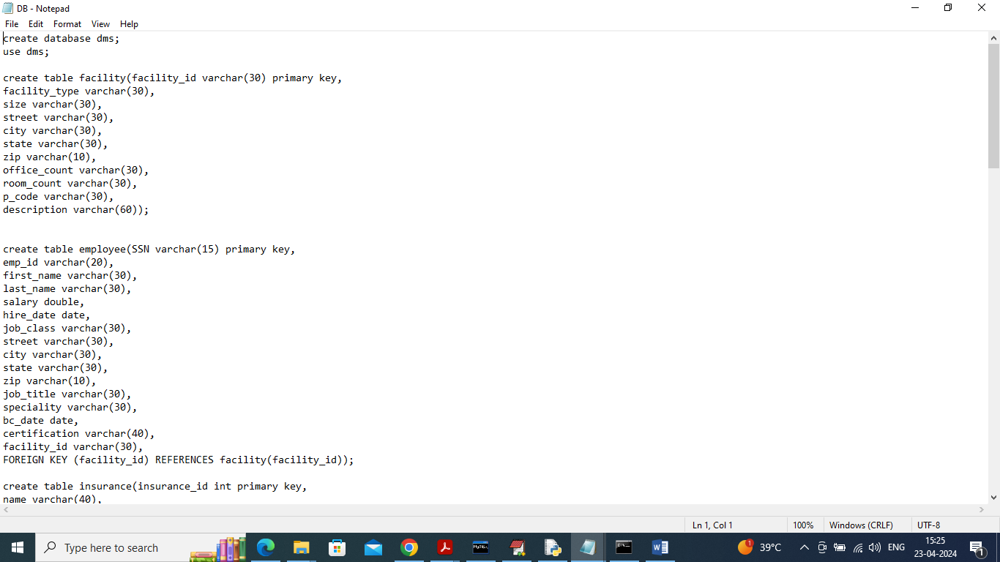 DB - Notepad
File Edit Format View Help
create database dms;
use dms;
create table facility(facility_id varchar(30) primary key,
facility_type varchar(30),
size varchar(30),
street varchar(30),
city varchar(30),
state varchar(30),
zip varchar(10),
office_count varchar(30),
room_count varchar(30),
p_code varchar(30),
description varchar(60));
create table employee(SSN varchar(15) primary key,
emp_id varchar(20),
first_name varchar(30),
last_name varchar(30),
salary double,
hire_date date,
job_class varchar(30),
street varchar(30),
city varchar(30),
state varchar(30),
zip varchar(10),
job_title varchar(30),
speciality varchar(30),
bc_date date,
certification varchar(40),
facility_id varchar(30),
FOREIGN KEY (facility_id) REFERENCES facility(facility_id));
create table insurance(insurance_id int primary key,
name varchar(40),
Ln 1, Col 1 100% Windows (CRLF) UTF-8
Type here to search 1 39°C ENG 15:25
23-04-2024 1